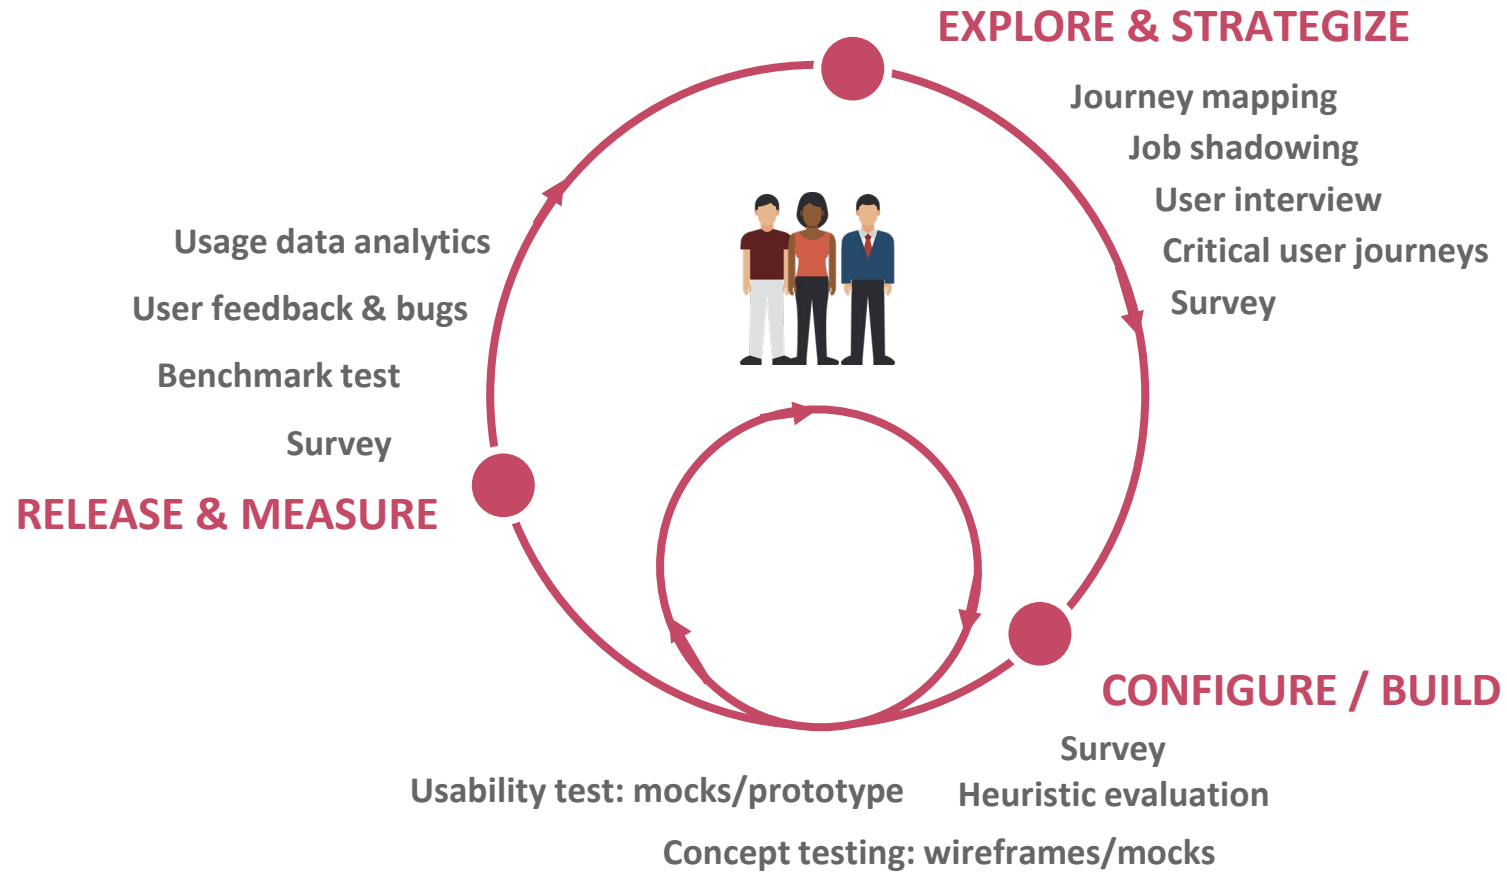 EXPLORE & STRATEGIZE
Journey mapping
Job shadowing
User interview
Critical user journeys
Survey
CONFIGURE / BUILD
Survey
Heuristic evaluation
Usability test: mocks/prototype
Concept testing: wireframes/mocks
Usage data analytics
User feedback & bugs
Benchmark test
Survey
RELEASE & MEASURE